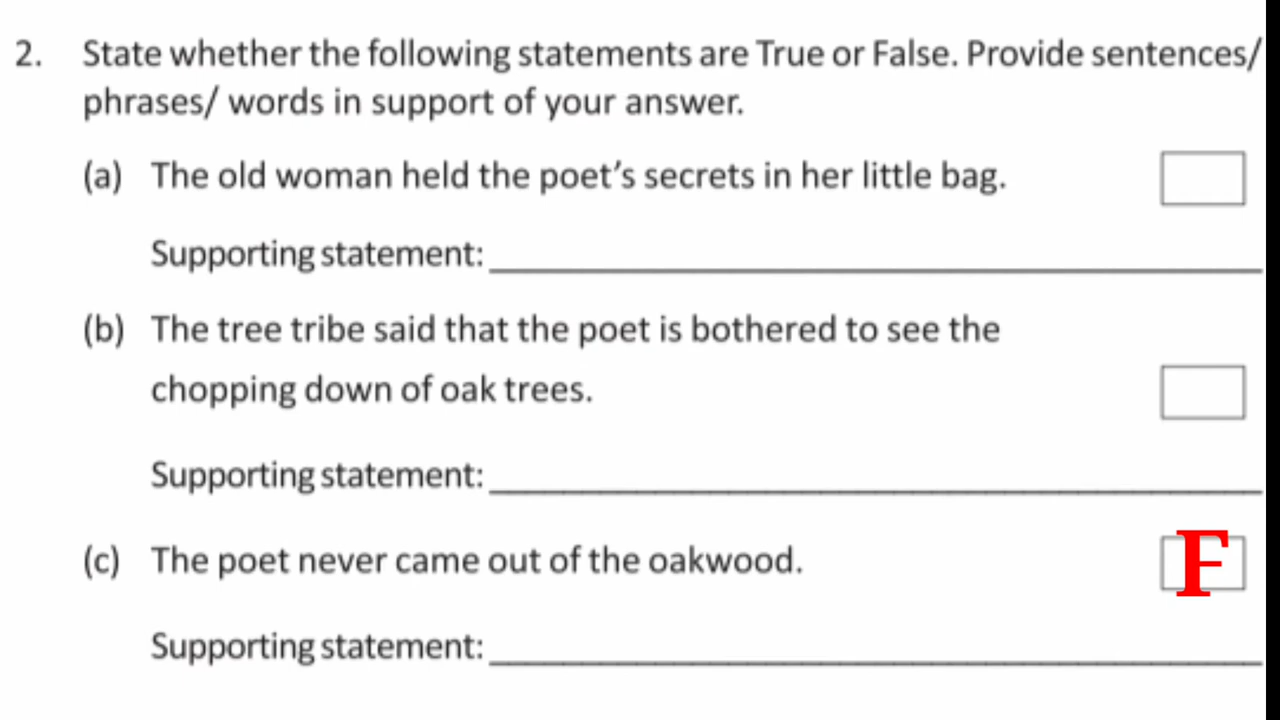 2. State whether the following statements are True or False. Provide sentences/
phrases/ words in support of your answer.
(a) The old woman held the poet's secrets in her little bag.
Supporting statement:
(b) The tree tribe said that the poet is bothered to see the
chopping down of oak trees.
Supporting statement:
(c) The poet never came out of the oakwood.
F
Supporting statement: